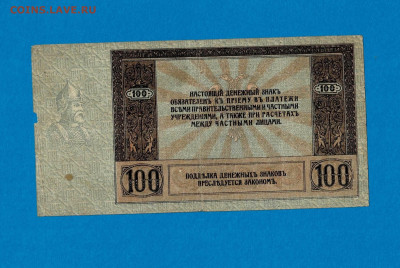 COIN.LAVE.RU
100
100
НАСТОЯЩІЙ ДЕНЕЖНЫЙ ЗНАКЪ
ОБЯЗАТЕЛЕНЪ КЪ ПРІЕМУ ВЪ ПЛАТЕЖИ
ВСѢМИ ПРАВИТЕЛЬСТВЕННЫМИ И ЧАСТНЫМИ
УЧРЕЖДЕНІЯМИ, А ТАКЖЕ ПРИ РАСЧЕТАХЪ
МЕЖДУ ЧАСТНЫМИ ЛИЦАМИ.
100
ПОДДѢЛКА ДЕНЕЖНЫХЪ ЗНАКОВЪ
ПРЕСЛѢДУЕТСЯ ЗАКОНОМЪ.
100